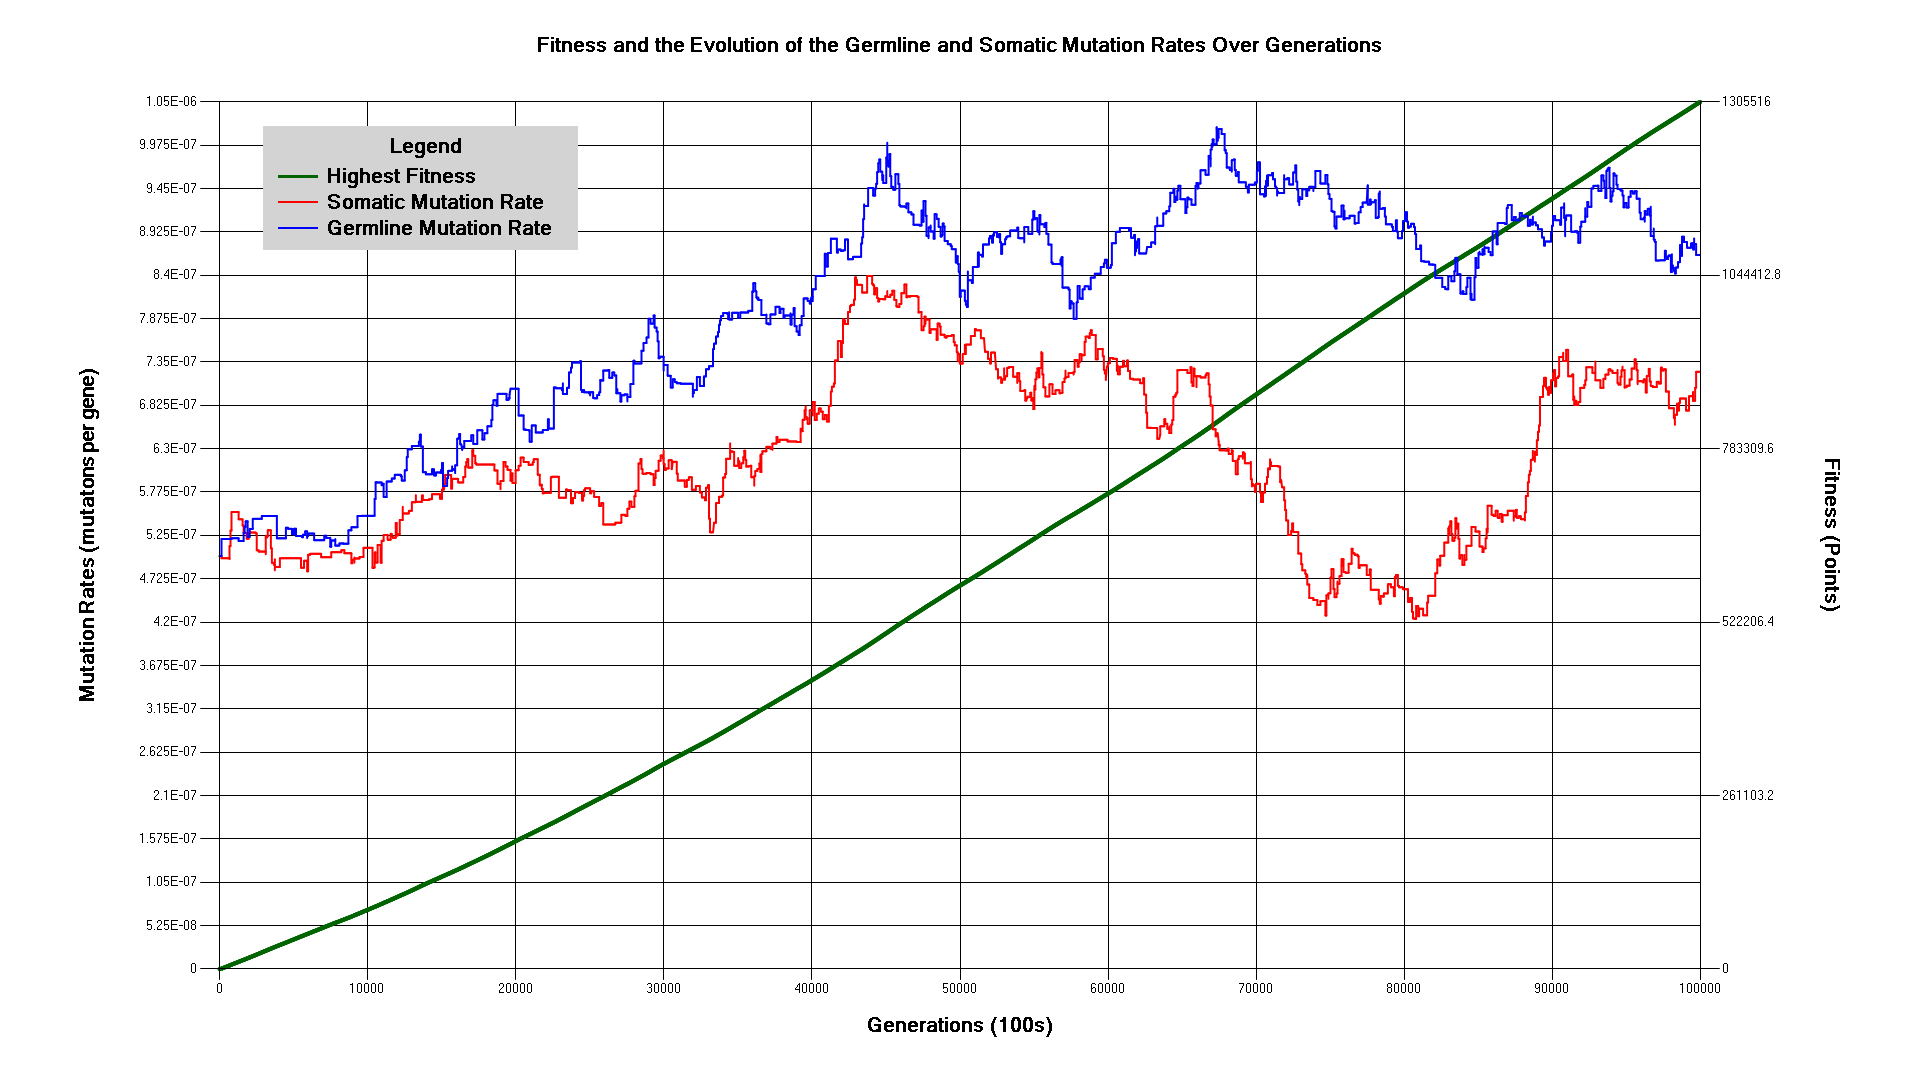 Fitness and the Evolution of the Germline and Somatic Mutation Rates Over Generations
1.05E-06
9.975E-07
9.45E-07
8.925E-07
8.4E-07
7.875E-07
7.35E-07
6.825E-07
6.3E-07
5.775E-07
5.25E-07
4.725E-07
4.2E-07
3.675E-07
3.15E-07
2.625E-07
2.1E-07
1.575E-07
1.05E-07
5.25E-08
0
Mutation Rates (mutatons per gene)
Legend
Highest Fitness
Somatic Mutation Rate
Germline Mutation Rate
1305516
1044412.8
783309.6
522206.4
261103.2
0
Fitness (Points)
0 10000 20000 30000 40000 50000 60000 70000 80000 90000 100000
Generations (100s)